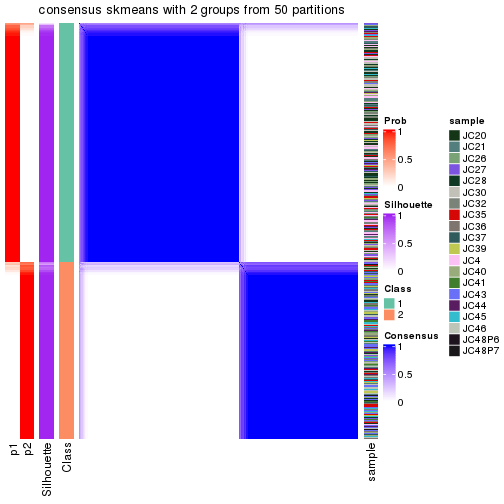 consensus skmeans with 2 groups from 50 partitions
Prob
1
0.5
0
Silhouette
1
0.5
0
Class
1
2
Consensus
1
0.5
0
sample
JC20
JC21
JC26
JC27
JC28
JC30
JC32
JC35
JC36
JC37
JC39
JC4
JC40
JC41
JC43
JC44
JC45
JC46
JC48P6
JC48P7
p1
p2
Silhouette
Class
sample